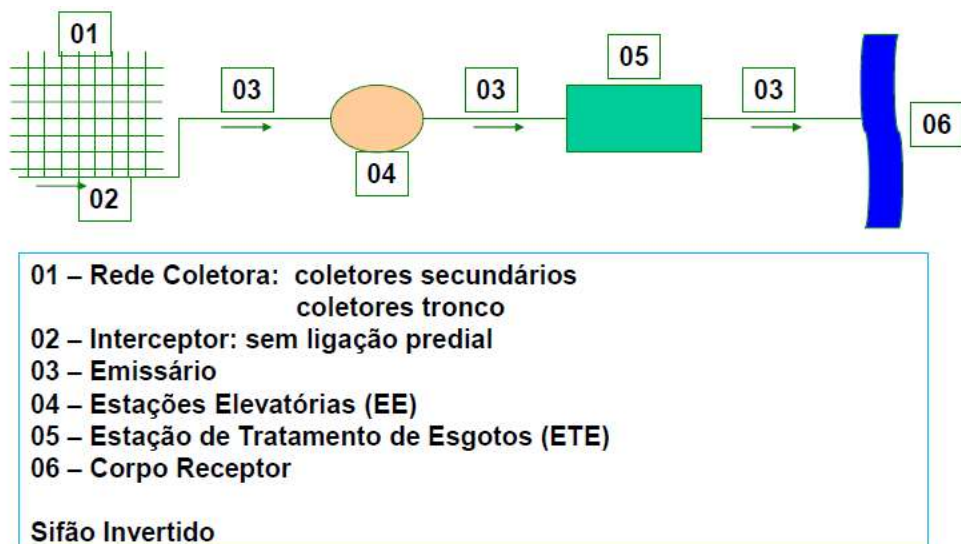 01
03
03
05
03
06
04
02
01 – Rede Coletora: coletores secundários
coletores tronco
02 – Interceptor: sem ligação predial
03 – Emissário
04 – Estações Elevatórias (EE)
05 – Estação de Tratamento de Esgotos (ETE)
06 – Corpo Receptor
Sifão Invertido